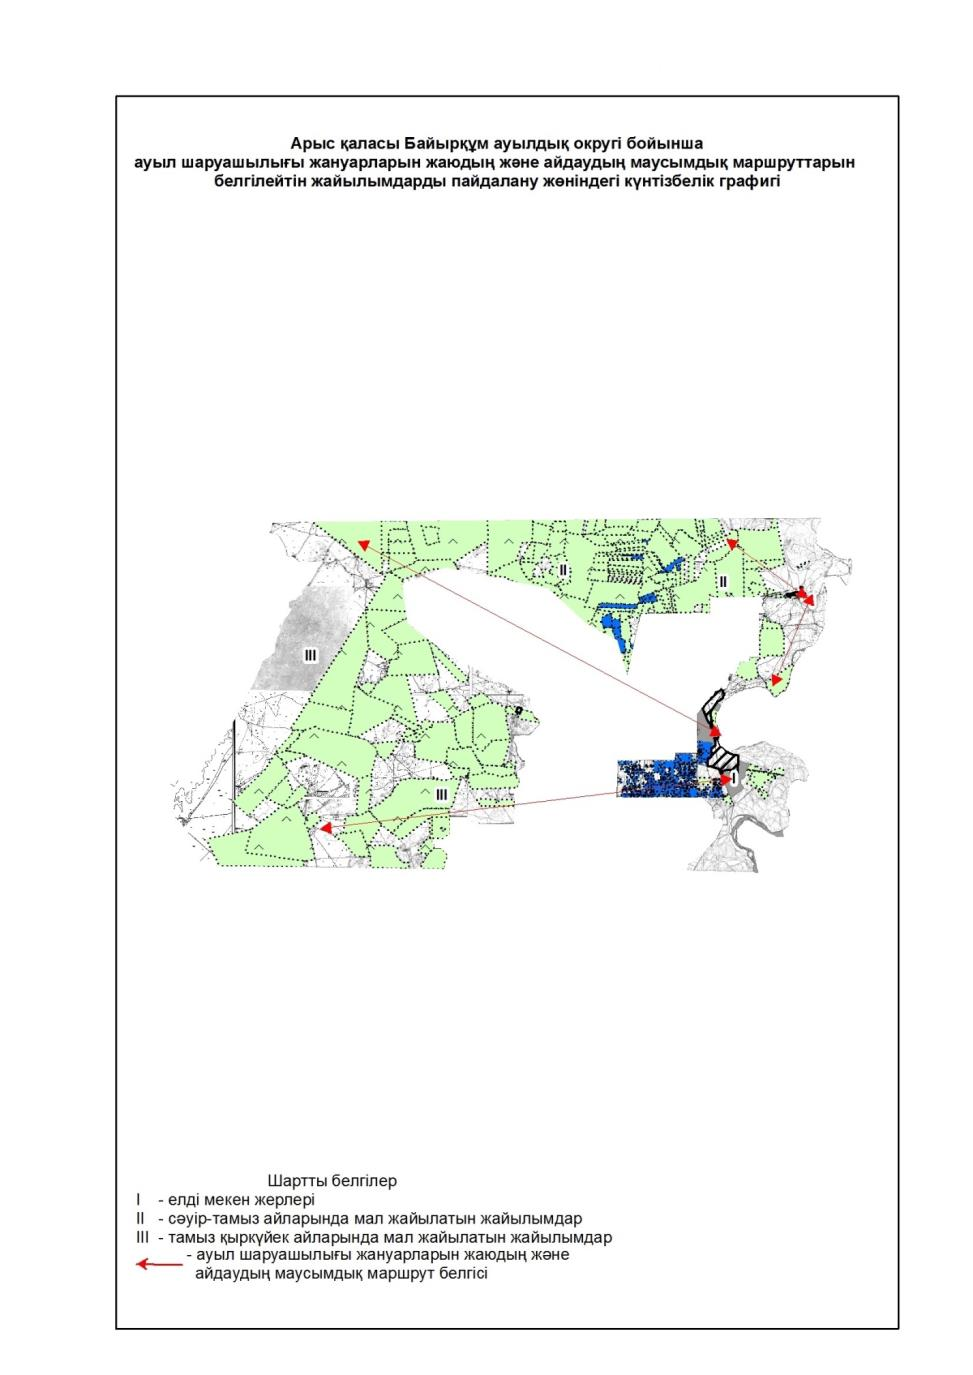 Арыс қаласы Байырқұм ауылдық округі бойынша
ауыл шаруашылығы жануарларын жаюдың және айдаудың маусымдық маршруттарын
белгілейтін жайылымдарды пайдалану жөніндегі күнтізбелік графигі
II
II
III
I
III
Шартты белгілер
I - елді мекен жерлері
II - сәуір-тамыз айларында мал жайылатын жайылымдар
III - тамыз қыркүйек айларында мал жайылатын жайылымдар
- ауыл шаруашылығы жануарларын жаюдың және
айдаудың маусымдық маршрут белгісі